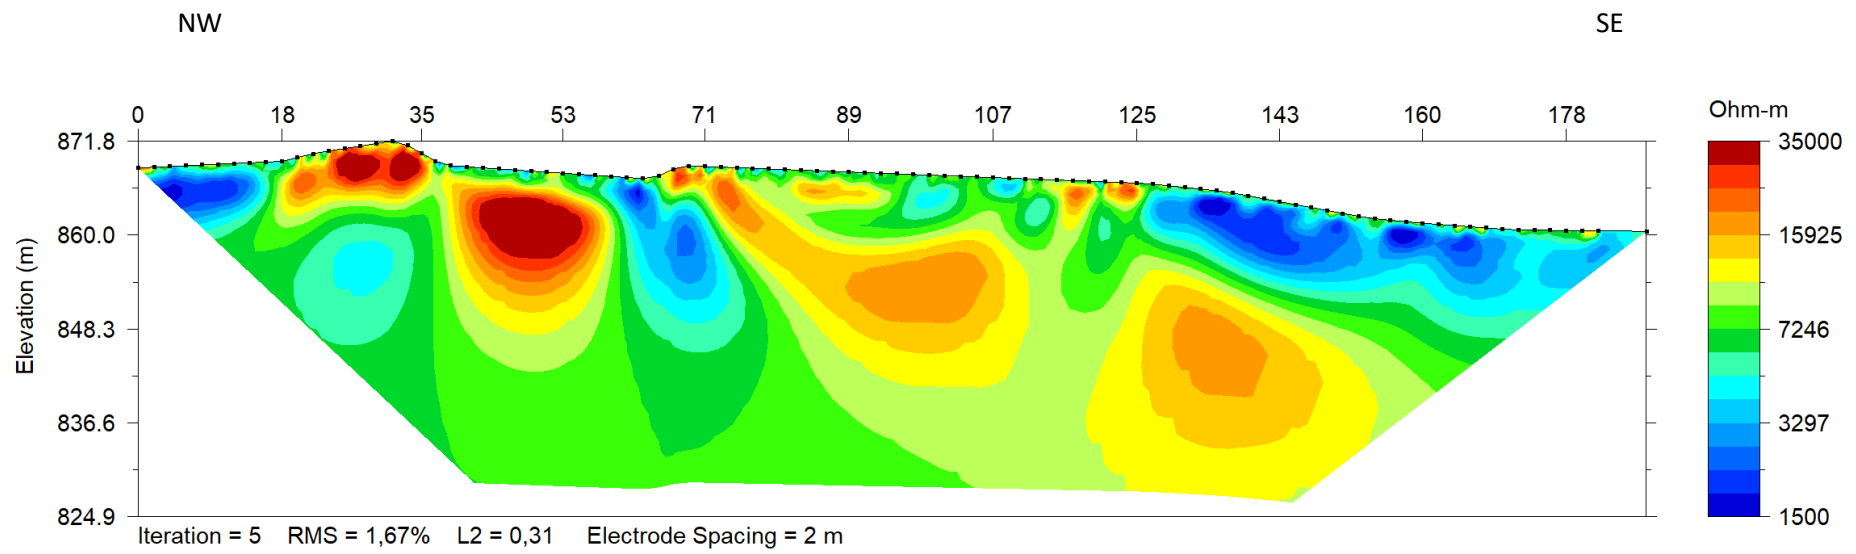 NW SE
Ohm-m
0 18 35 53 71 89 107 125 143 160 178
871.8 35000
860.0 15925
848.3 7246
836.6 3297
824.9 1500
Elevation (m)
Iteration = 5 RMS = 1,67% L2 = 0,31 Electrode Spacing = 2 m